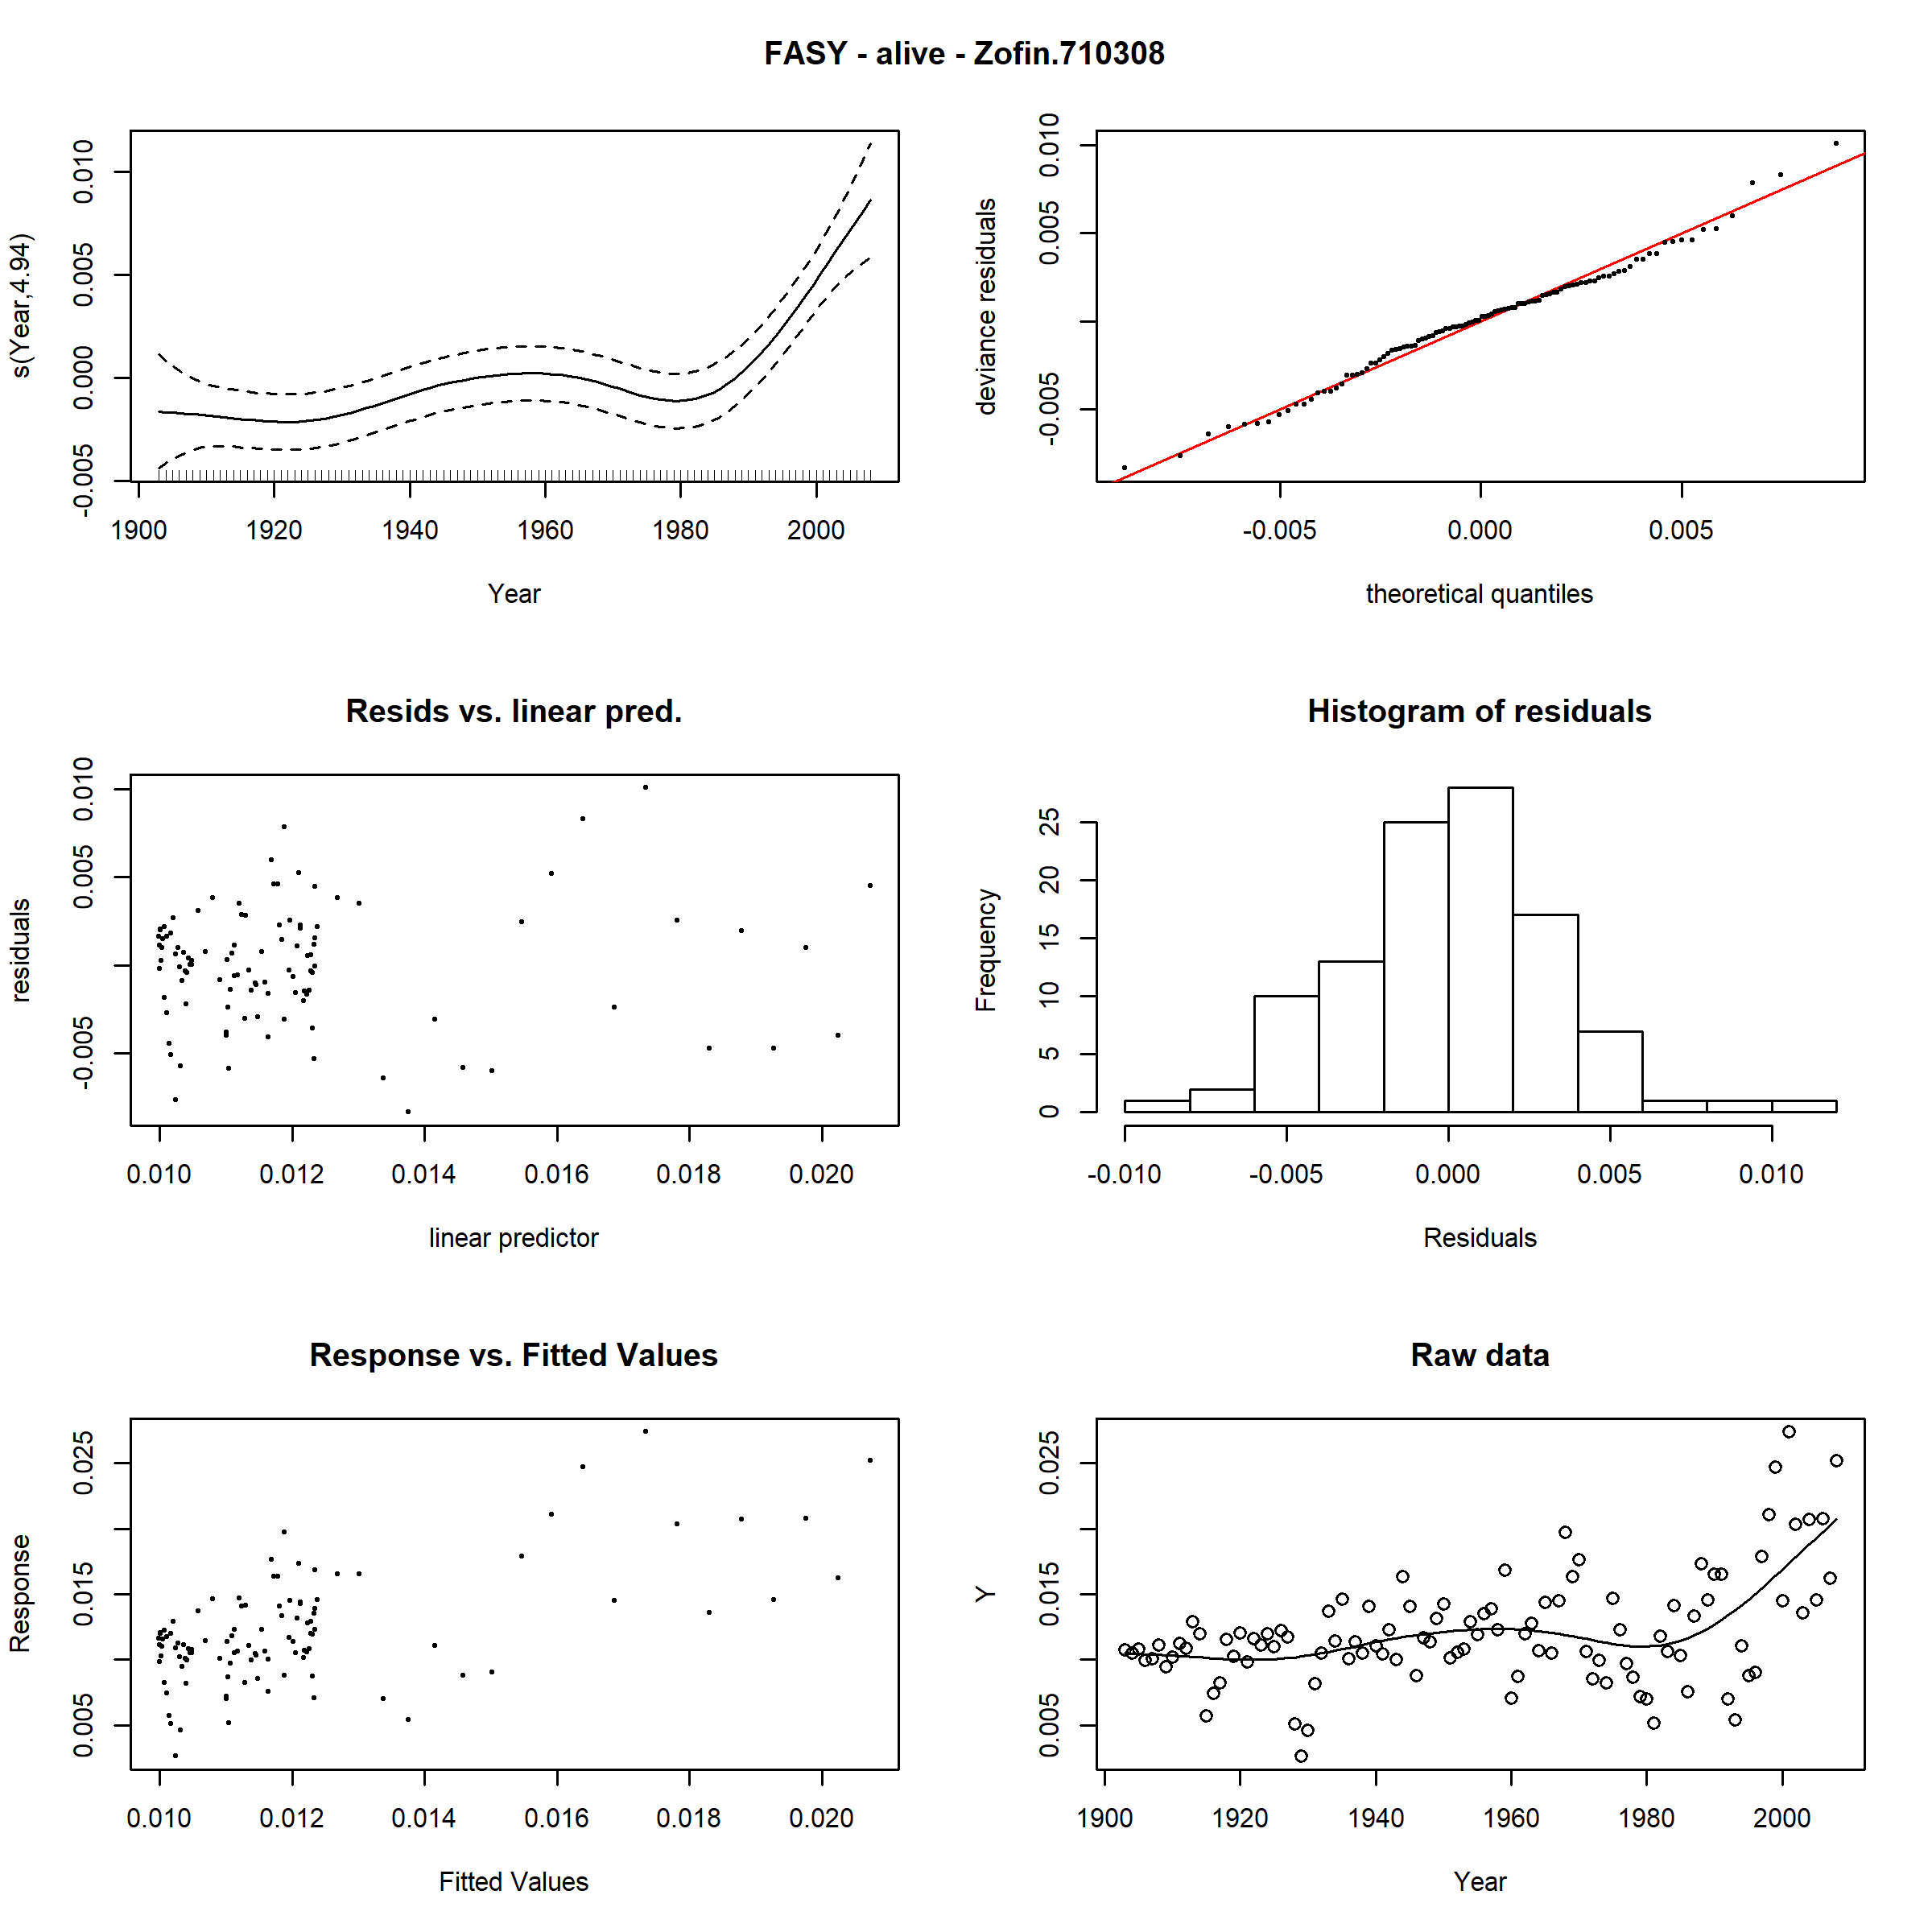 FASY - alive - Zofin.710308
s(Year,4.94)
0.010
0.005
0.000
-0.005
1900 1920 1940 1960 1980 2000
Year
deviance residuals
0.010
0.005
-0.005
-0.005 0.000 0.005
theoretical quantiles
Resids vs. linear pred.
residuals
0.010
0.005
-0.005
0.010 0.012 0.014 0.016 0.018 0.020
linear predictor
Histogram of residuals
Frequency
25
20
15
10
5
0
-0.010 -0.005 0.000 0.005 0.010
Residuals
Response vs. Fitted Values
Response
0.025
0.015
0.005
0.010 0.012 0.014 0.016 0.018 0.020
Fitted Values
Raw data
Y
0.025
0.015
0.005
1900 1920 1940 1960 1980 2000
Year